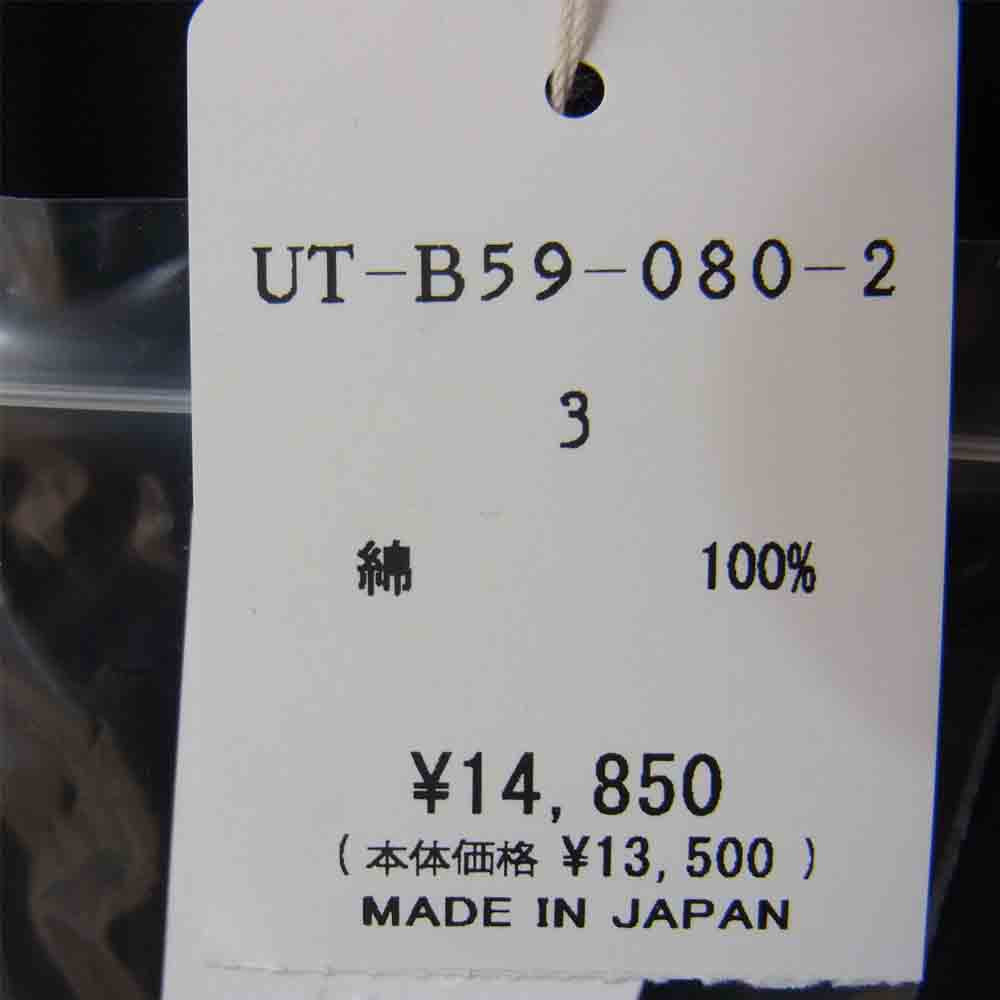 UT-B59-080-2
3
綿 100%
¥14,850
(本体価格 ¥13,500)
MADE IN JAPAN